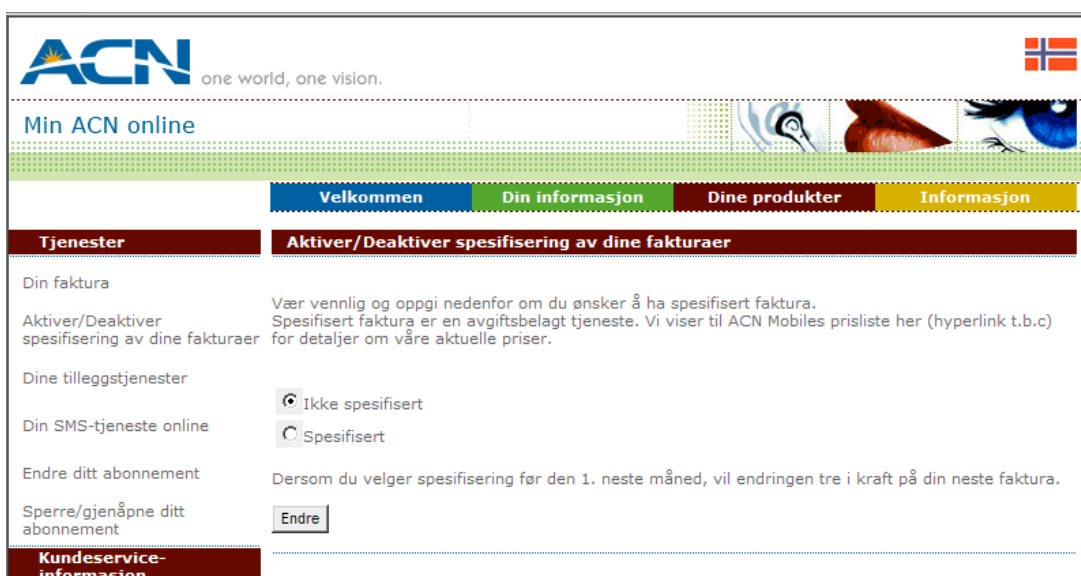 ACN one world, one vision.
Min ACN online
Velkommen Din informasjon Dine produkter Informasjon
Tjenester
Din faktura
Aktiver/Deaktiver
spesifisering av dine fakturaer
Dine tilleggstjenester
Din SMS-tjeneste online
Endre ditt abonnement
Sperre/gjenåpne ditt
abonnement
Kundeservice-
informasjon
Aktiver/Deaktiver spesifisering av dine fakturaer
Vær vennlig og oppgi nedenfor om du ønsker å ha spesifisert faktura.
Spesifisert faktura er en avgiftsbelagt tjeneste. Vi viser til ACN Mobiles prisliste her (hyperlink t.b.c)
for detaljer om våre aktuelle priser.
Ikke spesifisert
Spesifisert
Dersom du velger spesifisering før den 1. neste måned, vil endringen tre i kraft på din neste faktura.
Endre